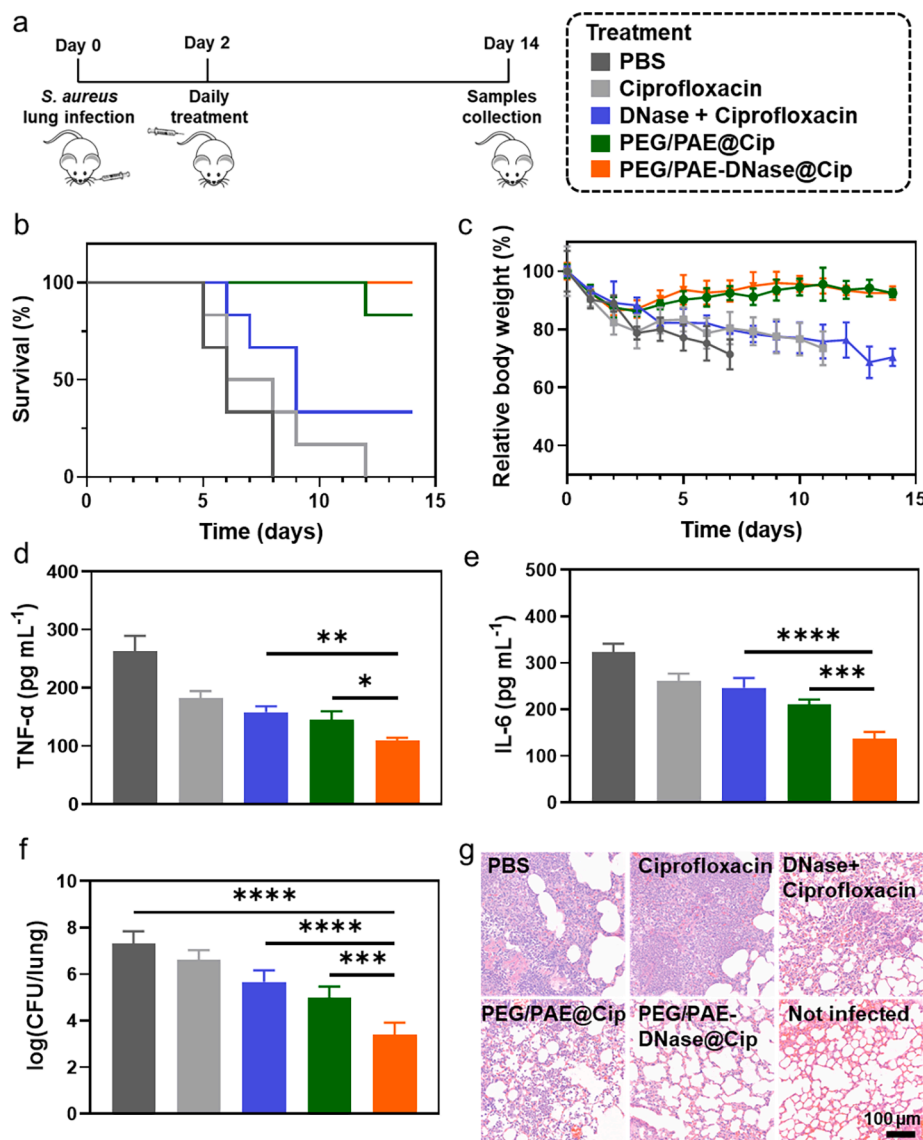 a
Day 0
Day 2
Day 14
S. aureus
lung infection
Daily
treatment
Samples
collection
Treatment
PBS
Ciprofloxacin
DNase + Ciprofloxacin
PEG/PAE@Cip
PEG/PAE-DNase@Cip
b
Survival (%)
100
50
0
0 5 10 15
Time (days)
c
Relative body weight (%)
100
80
60
40
0 5 10 15
Time (days)
d
TNF-α (pg mL⁻¹)
400
300
200
100
0
**
*
e
IL-6 (pg mL⁻¹)
500
400
300
200
100
0
****
***
f
log(CFU/lung)
10
8
6
4
2
0
****
****
***
g
PBS
Ciprofloxacin
DNase+
Ciprofloxacin
PEG/PAE@Cip
PEG/PAE-
DNase@Cip
Not infected
100 µm